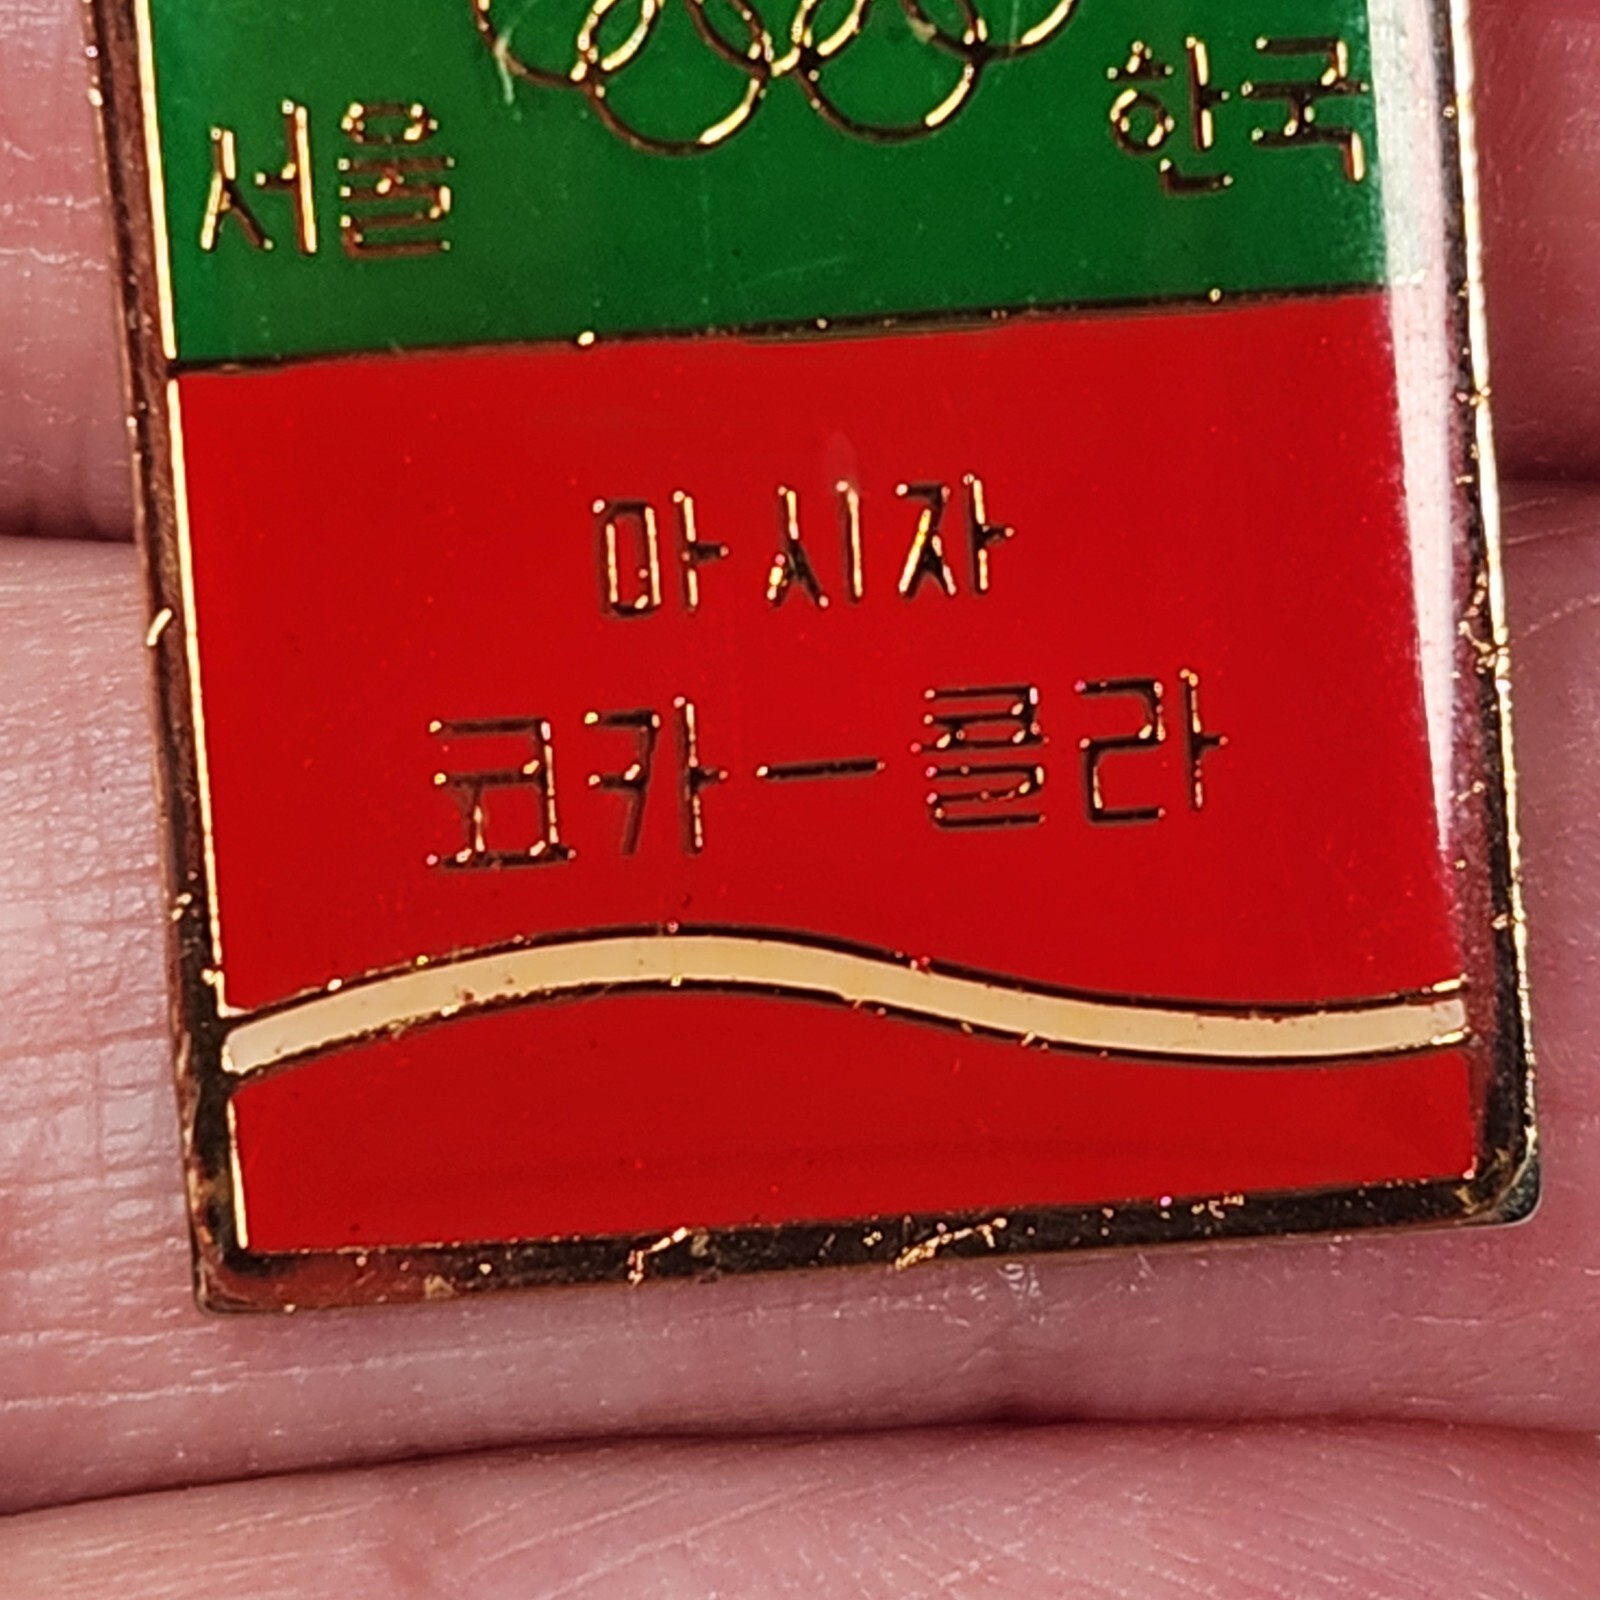 서울 한국
마시자
코카-콜라